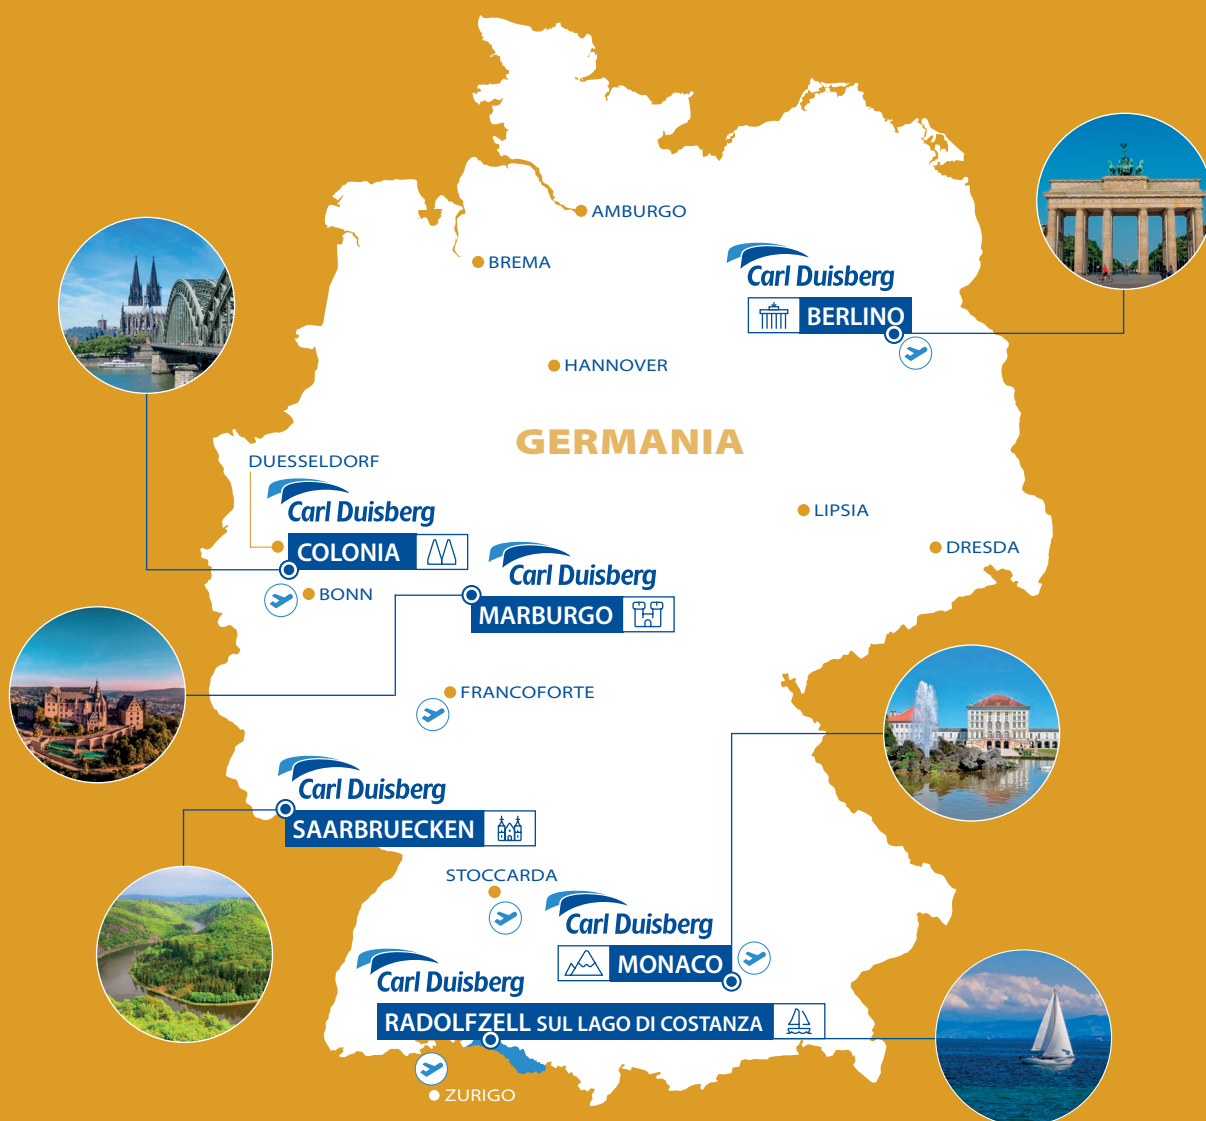 AMBURGO
BREMA
Carl Duisberg
BERLINO
HANNOVER
GERMANIA
DUESSELDORF
Carl Duisberg
COLONIA
LIPSIA
DRESDA
Carl Duisberg
MARBURGO
BONN
FRANCOFORTE
Carl Duisberg
SAARBRUECKEN
STOCCARDA
Carl Duisberg
MONACO
Carl Duisberg
RADOLFZELL SUL LAGO DI COSTANZA
ZURIGO